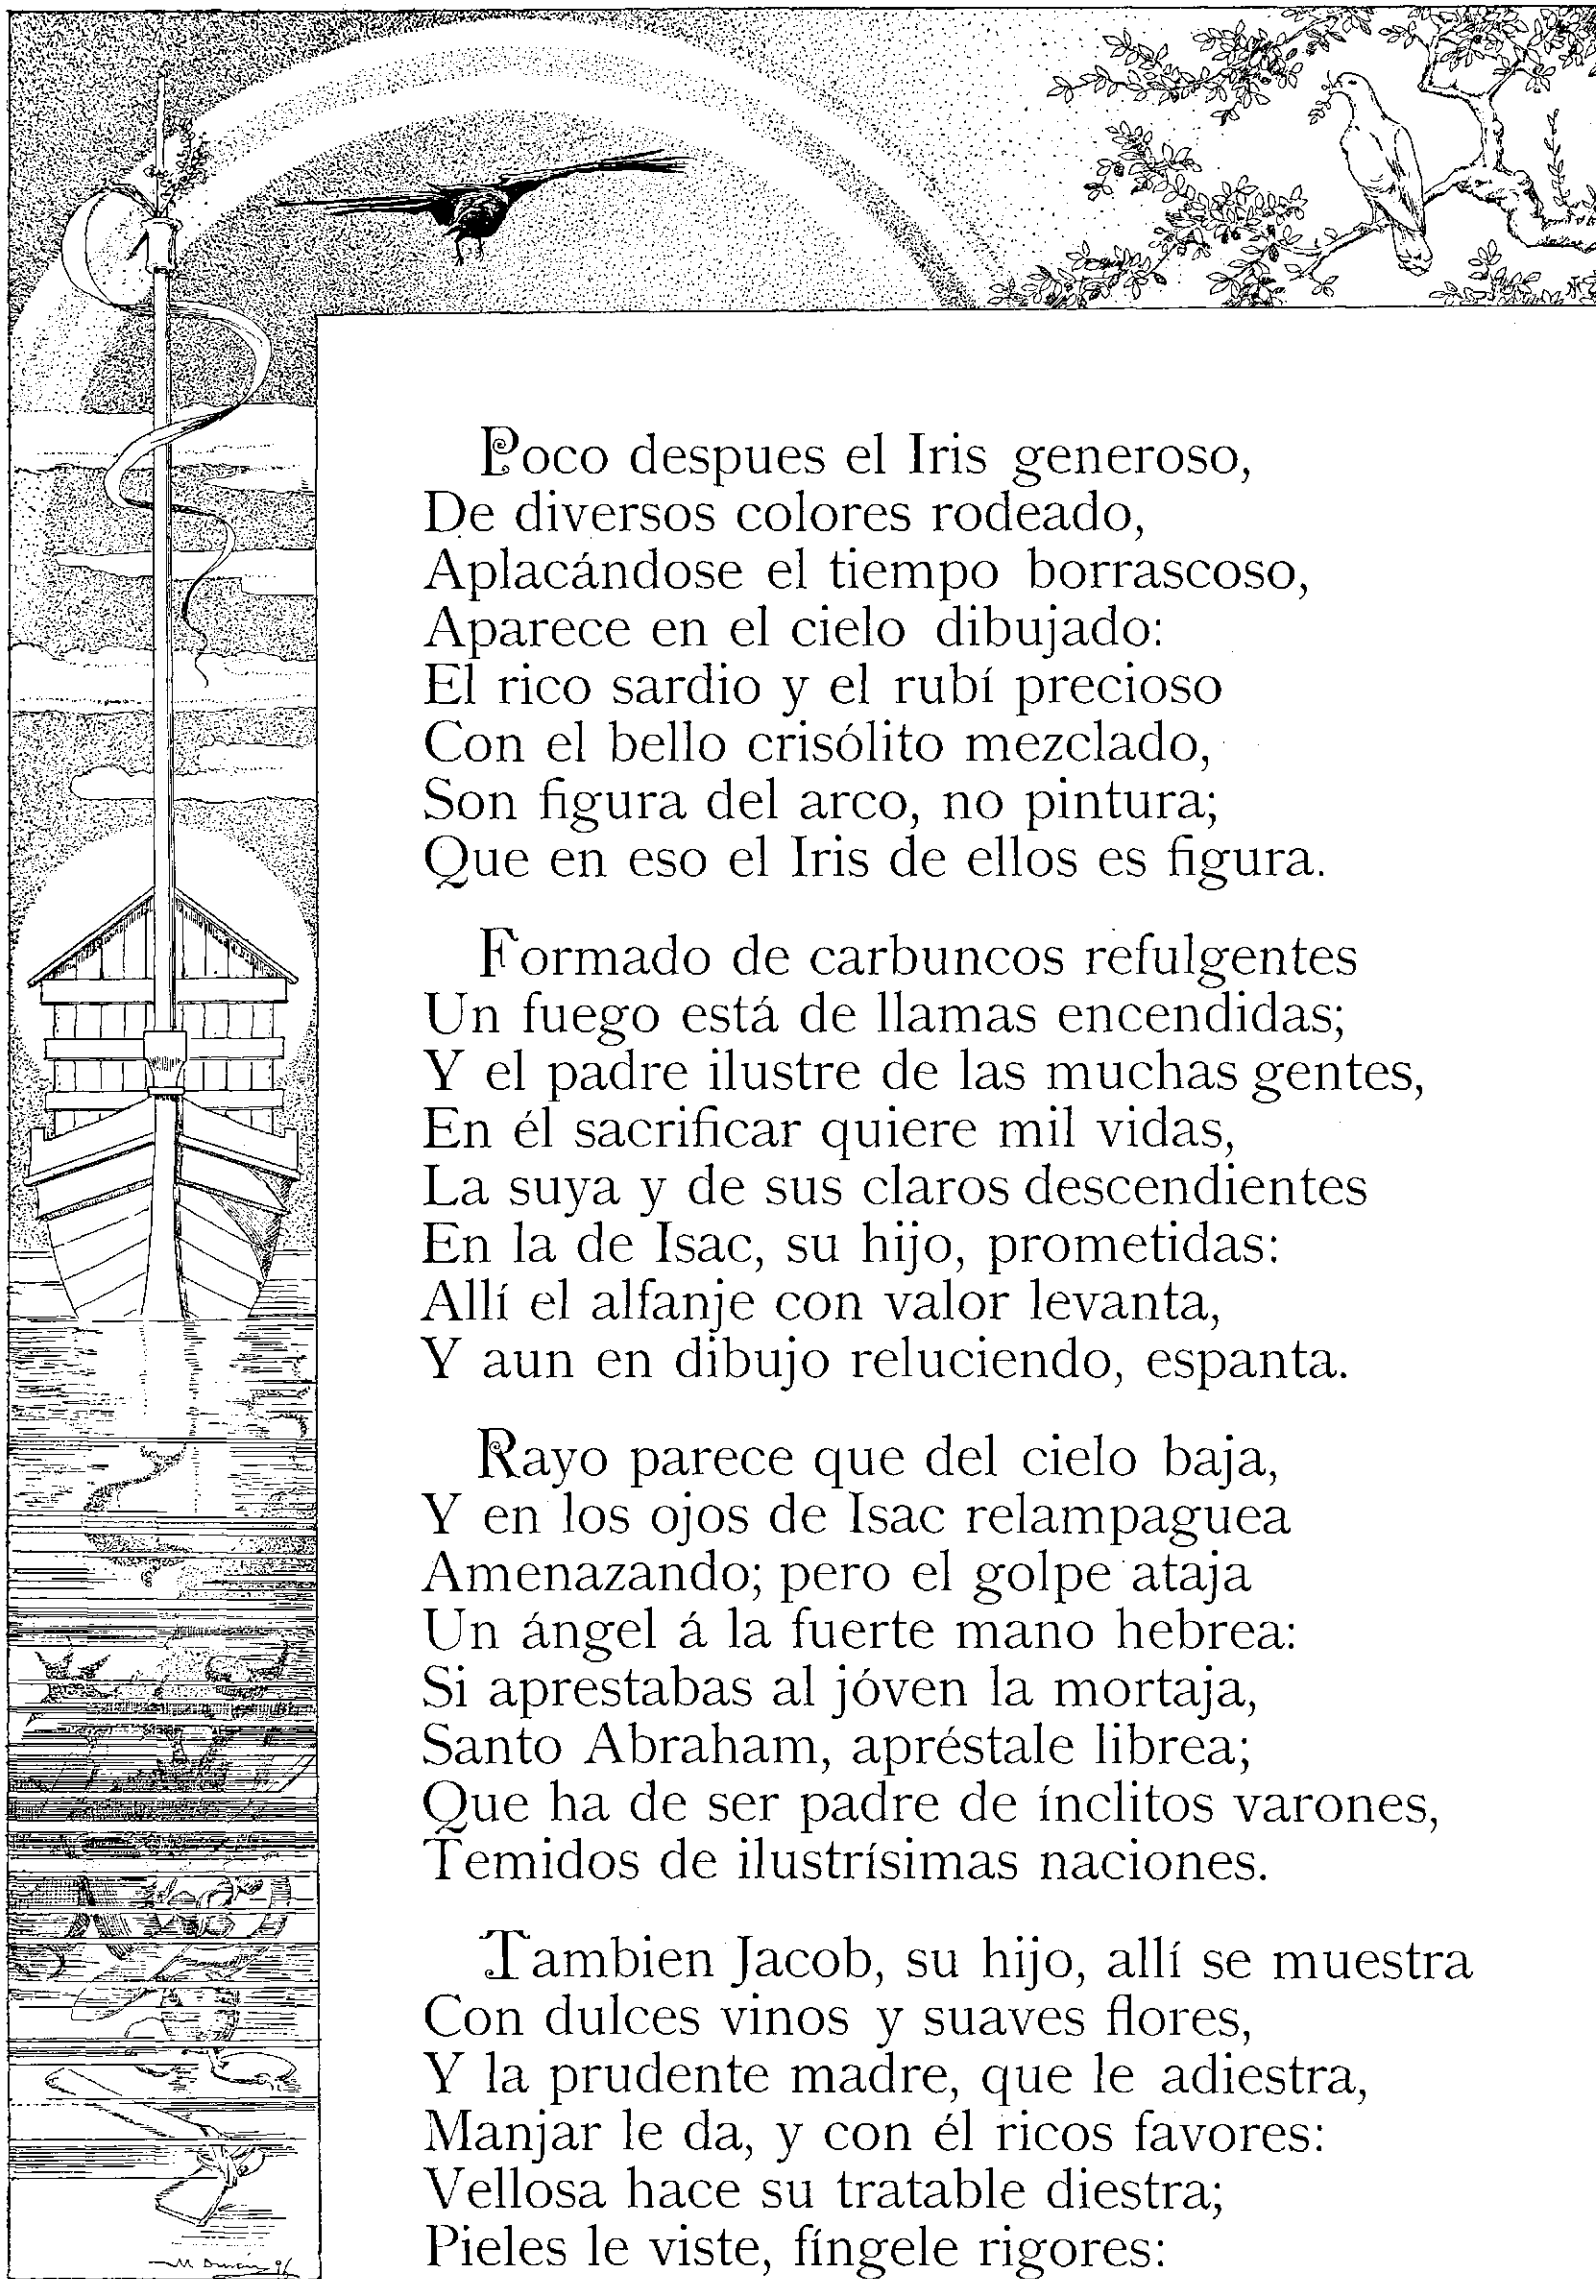 Poco despues el Iris generoso,
De diversos colores rodeado,
Aplacándose el tiempo borrascoso,
Aparece en el cielo dibujado:
El rico sardio y el rubí precioso
Con el bello crisólito mezclado,
Son figura del arco, no pintura;
Que en eso el Iris de ellos es figura.
Formado de carbuncos refulgentes
Un fuego está de llamas encendidas;
Y el padre ilustre de las muchas gentes,
En él sacrificar quiere mil vidas,
La suya y de sus claros descendientes
En la de Isac, su hijo, prometidas:
Allí el alfanje con valor levanta,
Y aun en dibujo reluciendo, espanta.
Rayo parece que del cielo baja,
Y en los ojos de Isac relampaguea
Amenazando; pero el golpe ataja
Un ángel á la fuerte mano hebrea:
Si aprestabas al jóven la mortaja,
Santo Abraham, apréstale librea;
Que ha de ser padre de ínclitos varones,
Temidos de ilustrísimas naciones.
Tambien Jacob, su hijo, allí se muestra
Con dulces vinos y suaves flores,
Y la prudente madre, que le adiestra,
Manjar le da, y con él ricos favores:
Vellosa hace su tratable diestra;
Pieles le viste, fíngele rigores: